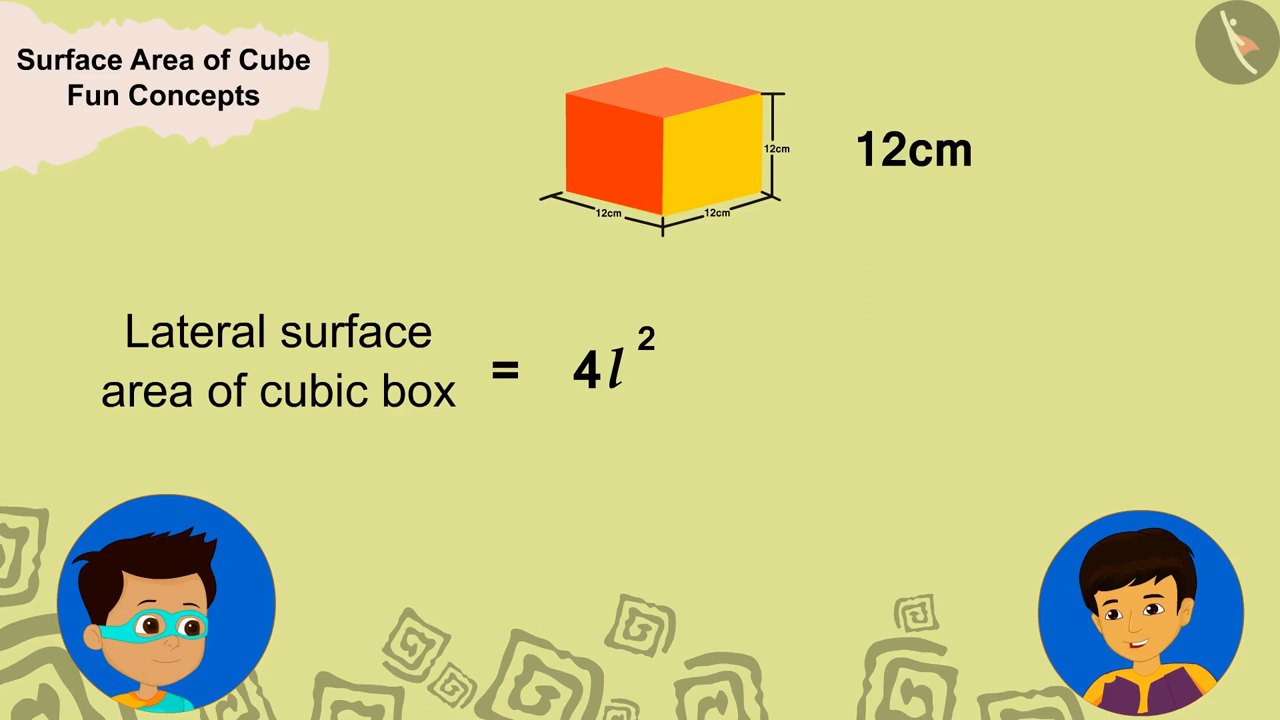 Surface Area of Cube
Fun Concepts
12cm
12cm
12cm
12cm
Lateral surface
area of cubic box
= 4l²